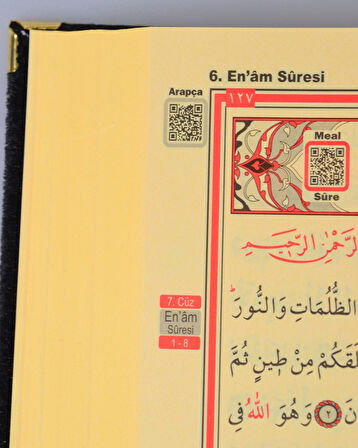 6. En'âm Sûresi
Arapça
١٢٧
Meal
Sûre
الرَّحْمٰنِ الرَّحِيمِ
الظُّلُمَاتِ وَالنُّورَ
7. Cüz
En'âm
Sûresi
1 - 8
لَقَكُمْ مِنْ طِينٍ ثُمَّ
نَ ٢ وَهُوَ اللّٰهُ فِي